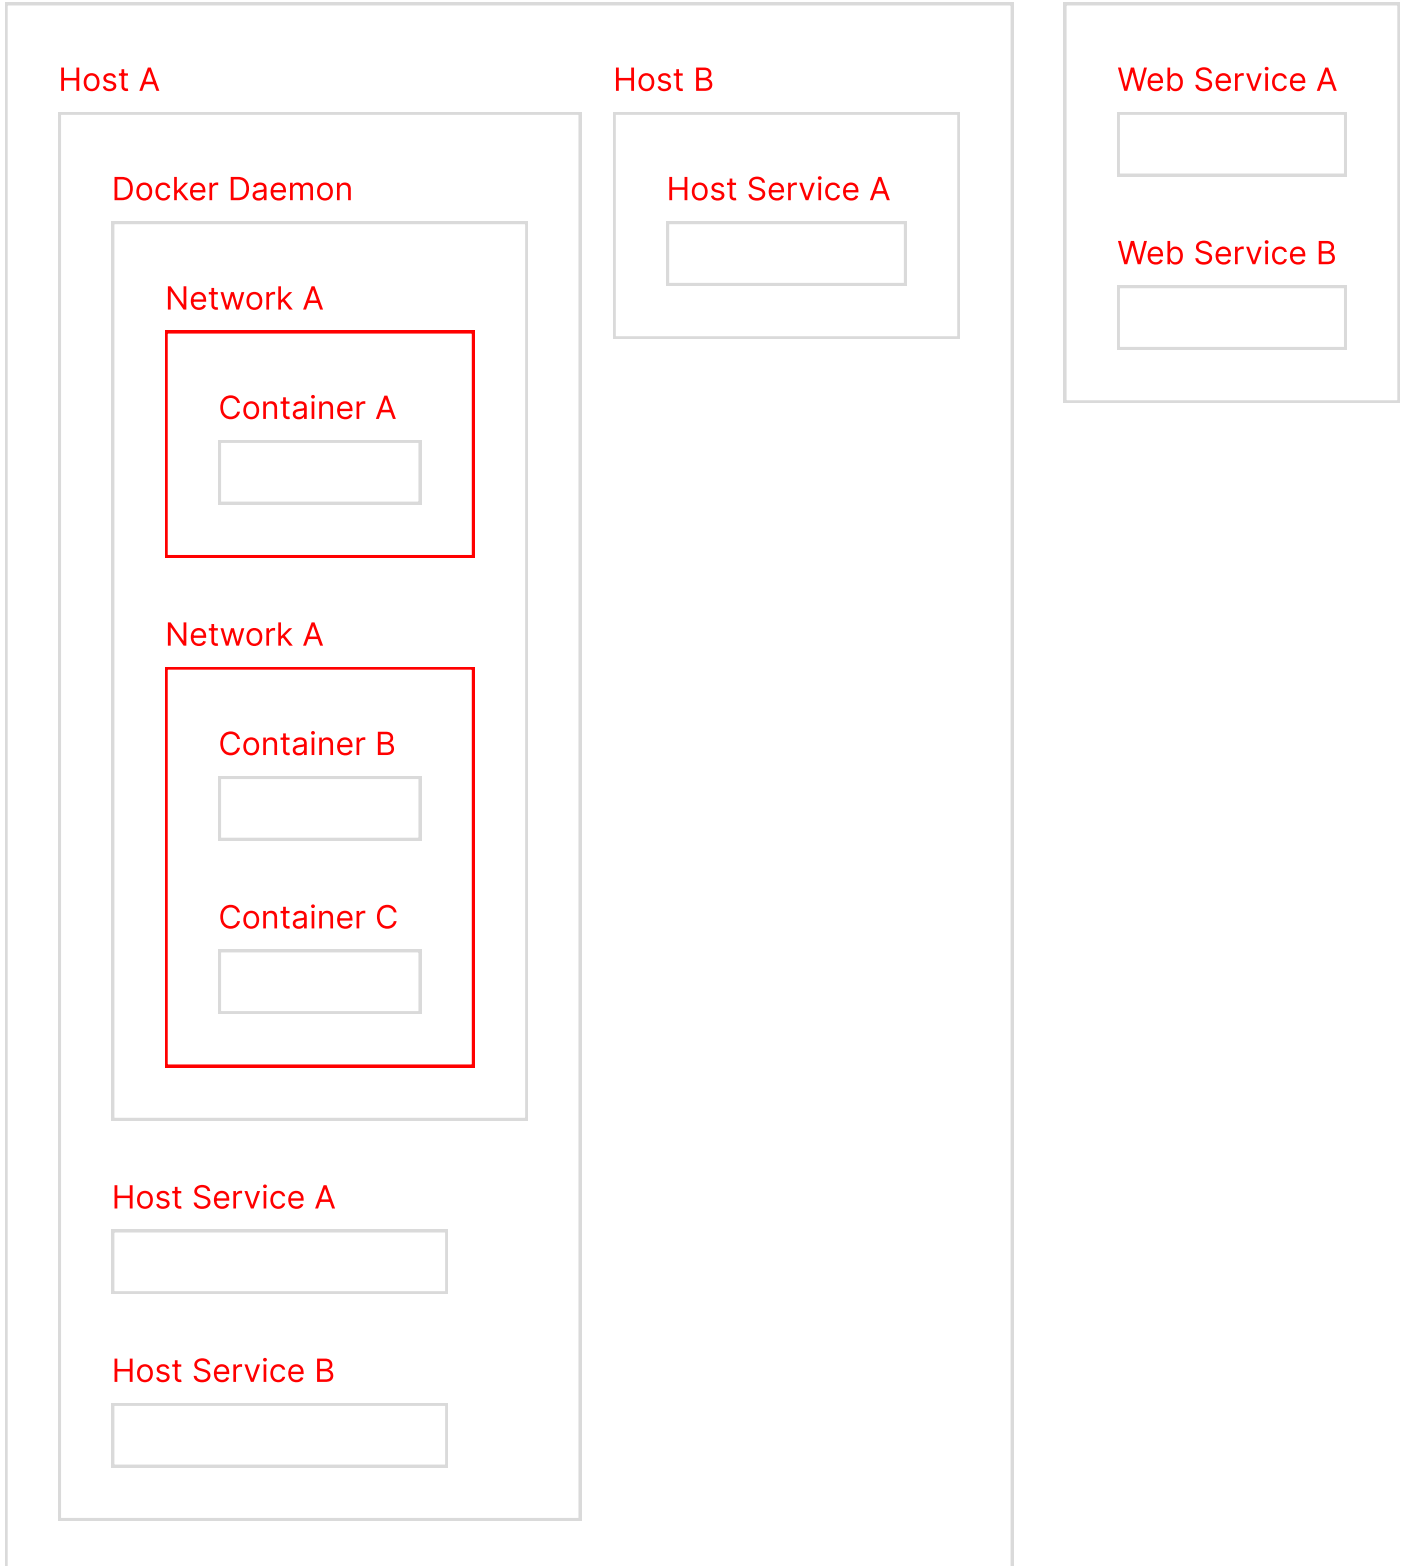 Host A
Docker Daemon
Network A
Container A
Network A
Container B
Container C
Host Service A
Host Service B
Host B
Host Service A
Web Service A
Web Service B